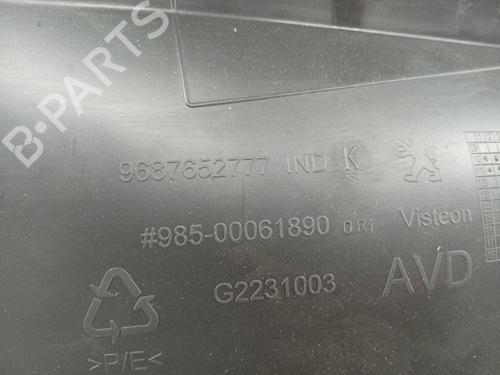 B-PARTS
9687652777 IND K
#985-00061890 0R1 Visteon
G2231003 AVD
>P/E<